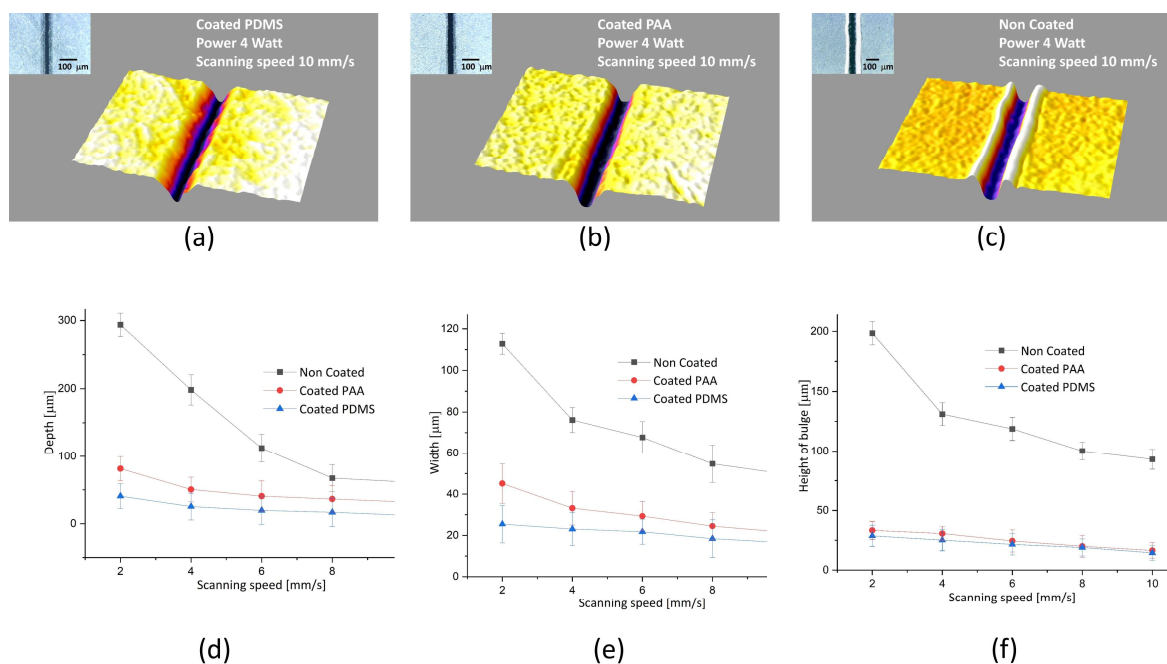 Coated PDMS
Power 4 Watt
Scanning speed 10 mm/s
100 μm
(a)
Coated PAA
Power 4 Watt
Scanning speed 10 mm/s
100 μm
(b)
Non Coated
Power 4 Watt
Scanning speed 10 mm/s
100 μm
(c)
300
200
100
0
Depth [μm]
Non Coated
Coated PAA
Coated PDMS
2 4 6 8
Scanning speed [mm/s]
(d)
120
100
80
60
40
20
0
Width [μm]
Non Coated
Coated PAA
Coated PDMS
2 4 6 8
Scanning speed [mm/s]
(e)
200
150
100
50
0
Height of bulge [μm]
Non Coated
Coated PAA
Coated PDMS
2 4 6 8 10
Scanning speed [mm/s]
(f)